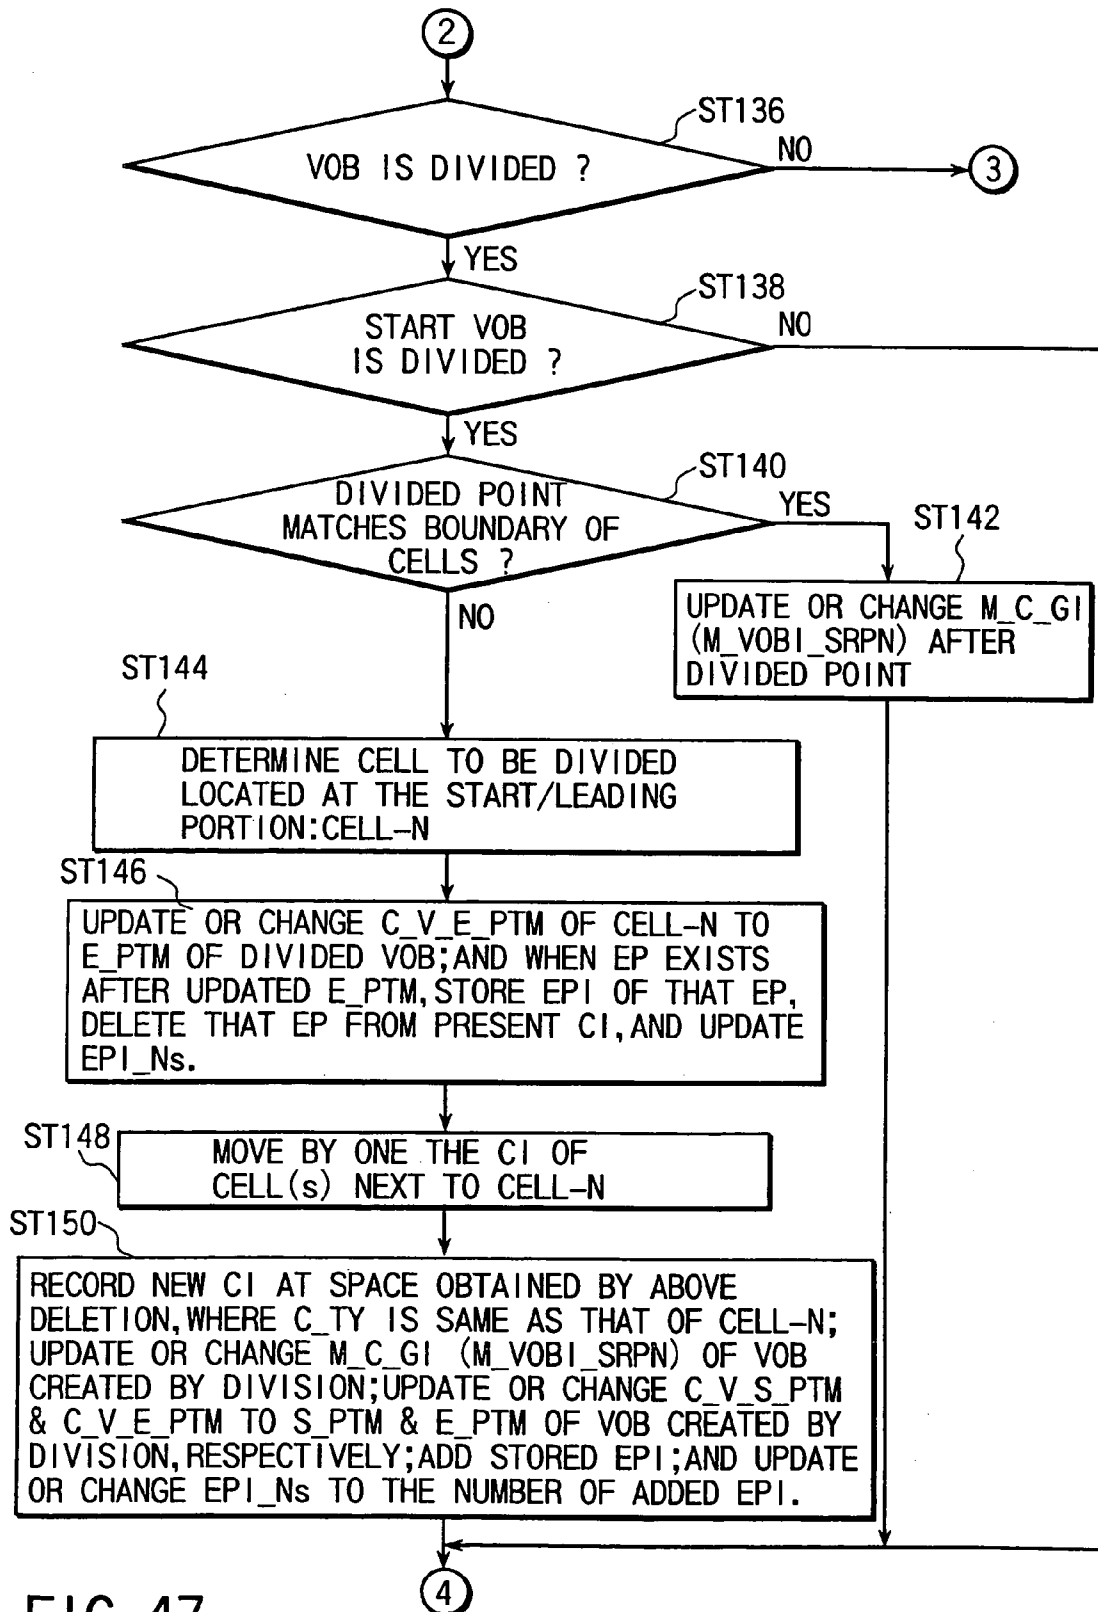 2
ST136
VOB IS DIVIDED ?
NO
3
YES
ST138
START VOB
IS DIVIDED ?
NO
YES
ST140
DIVIDED POINT
MATCHES BOUNDARY OF
CELLS ?
YES
ST142
NO
UPDATE OR CHANGE M_C_GI
(M_VOBI_SRPN) AFTER
DIVIDED POINT
ST144
DETERMINE CELL TO BE DIVIDED
LOCATED AT THE START/LEADING
PORTION:CELL-N
ST146
UPDATE OR CHANGE C_V_E_PTM OF CELL-N TO
E_PTM OF DIVIDED VOB;AND WHEN EP EXISTS
AFTER UPDATED E_PTM,STORE EPI OF THAT EP,
DELETE THAT EP FROM PRESENT CI,AND UPDATE
EPI_Ns.
ST148
MOVE BY ONE THE CI OF
CELL(s) NEXT TO CELL-N
ST150
RECORD NEW CI AT SPACE OBTAINED BY ABOVE
DELETION,WHERE C_TY IS SAME AS THAT OF CELL-N;
UPDATE OR CHANGE M_C_GI (M_VOBI_SRPN) OF VOB
CREATED BY DIVISION;UPDATE OR CHANGE C_V_S_PTM
& C_V_E_PTM TO S_PTM & E_PTM OF VOB CREATED BY
DIVISION,RESPECTIVELY;ADD STORED EPI;AND UPDATE
OR CHANGE EPI_Ns TO THE NUMBER OF ADDED EPI.
4
FIG. 47